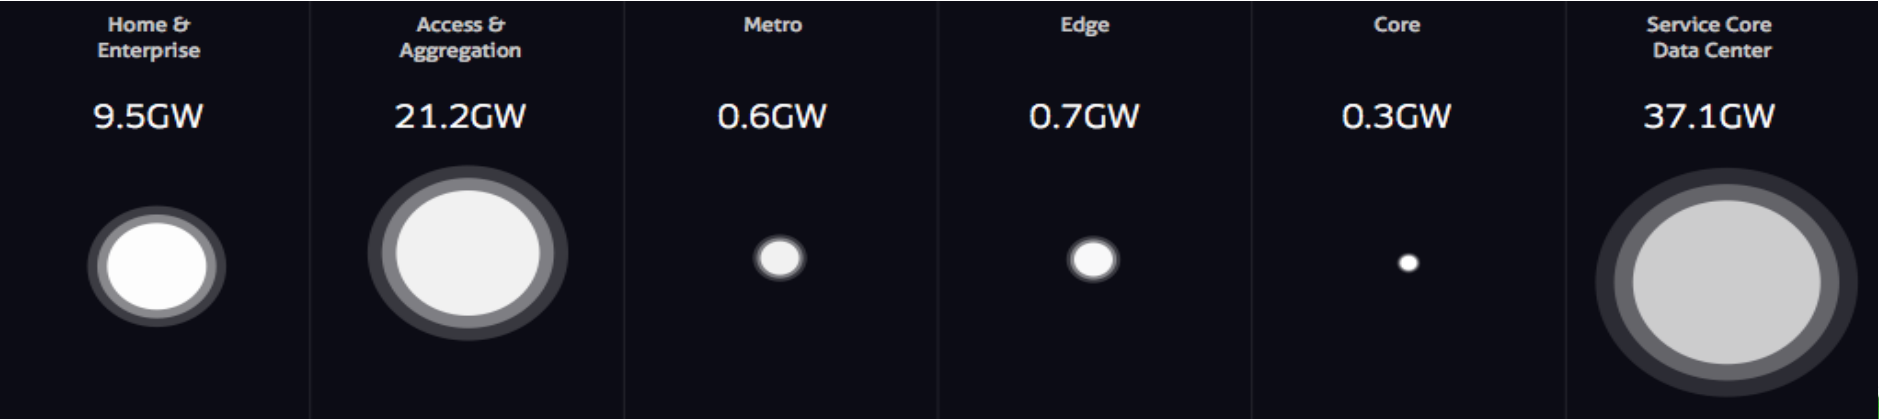 Home &
Enterprise
9.5GW
Access &
Aggregation
21.2GW
Metro
0.6GW
Edge
0.7GW
Core
0.3GW
Service Core
Data Center
37.1GW